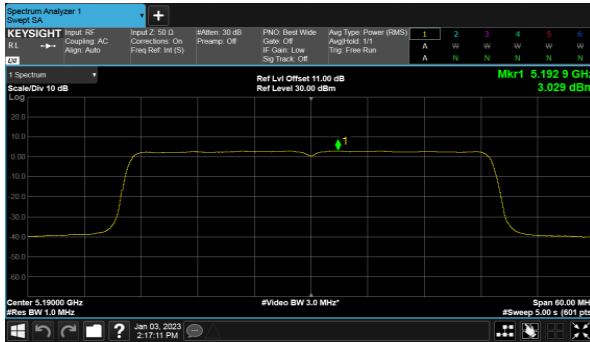 Spectrum Analyzer 1
Swept SA
+
KEYSIGHT Input: RF Input Z: 50 Ω #Atten: 30 dB PNO: Best Wide Avg Type: Power (RMS) 1 2 3 4 5 6
RL Coupling: AC Corrections: On Preamp: Off Gate: Off Avg|Hold: 1/1 A W W W W W
Align: Auto Freq Ref: Int (S) IF Gain: Low Trig: Free Run
LXI Sig Track: Off A N N N N N
1 Spectrum Ref Lvl Offset 11.00 dB Mkr1 5.192 9 GHz
Scale/Div 10 dB Ref Level 30.00 dBm 3.029 dBm
Log
20.0
10.0
1
0.00
-10.0
-20.0
-30.0
-40.0
-50.0
-60.0
Center 5.19000 GHz #Video BW 3.0 MHz* Span 60.00 MHz
#Res BW 1.0 MHz #Sweep 5.00 s (601 pts)
? Jan 03, 2023
2:17:11 PM